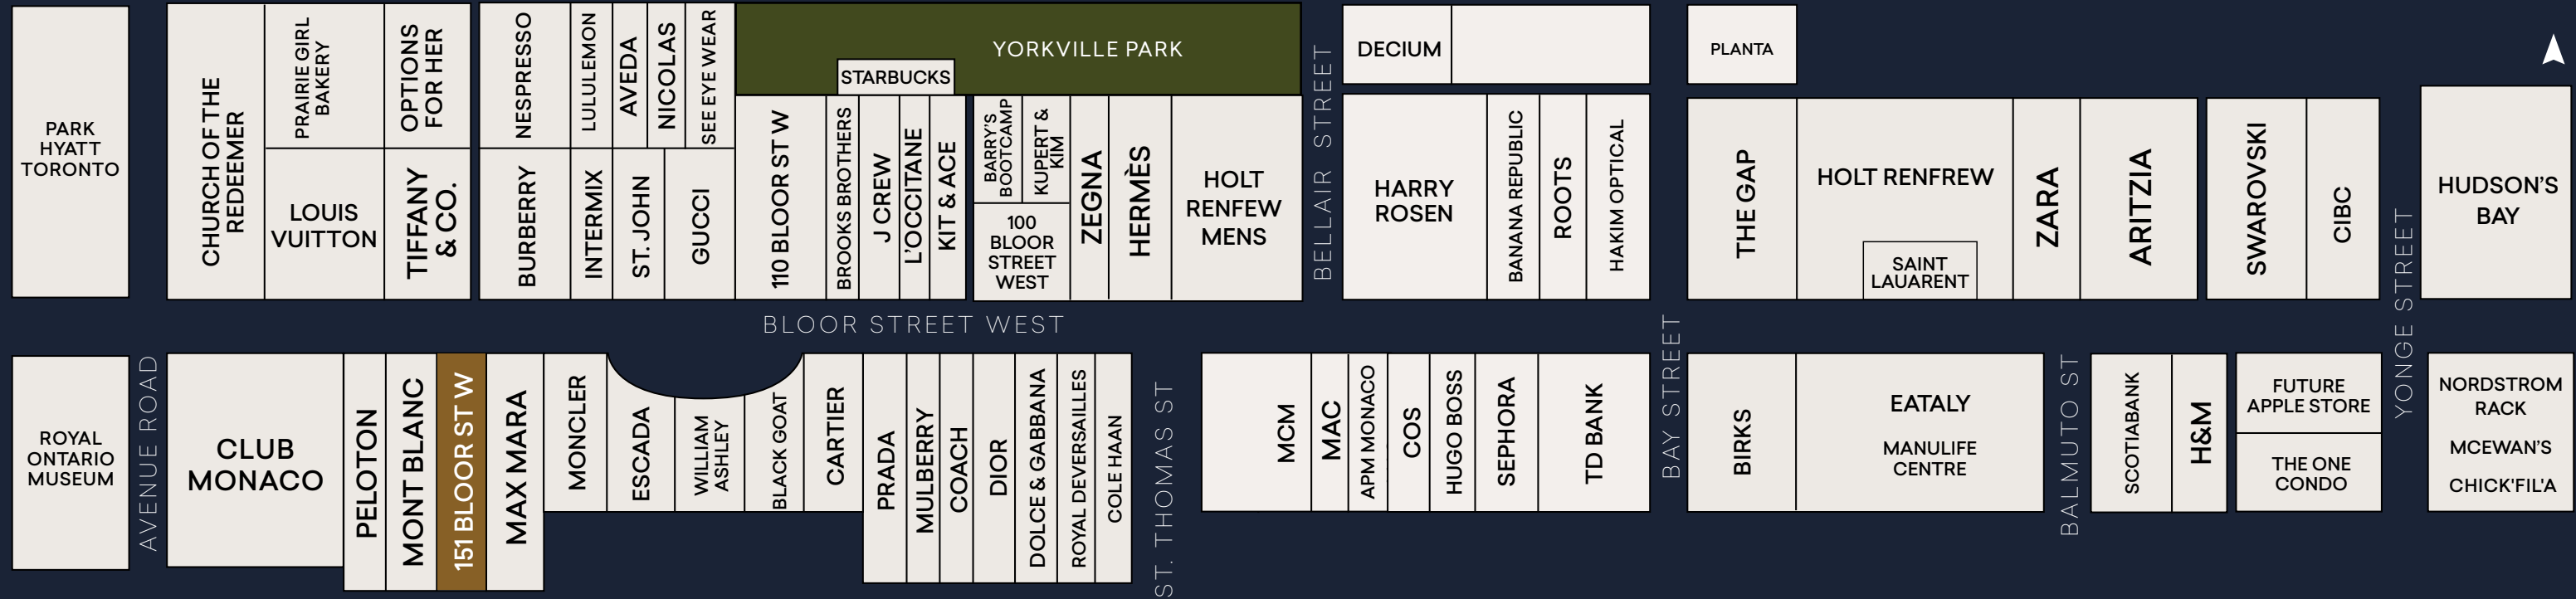 PARK
HYATT
TORONTO
CHURCH OF THE
REDEEMER
PRAIRIE GIRL
BAKERY
OPTIONS
FOR HER
LOUIS
VUITTON
TIFFANY
& CO.
NESPRESSO
LULULEMON
AVEDA
NICOLAS
SEE EYE WEAR
BURBERRY
INTERMIX
ST. JOHN
GUCCI
YORKVILLE PARK
STARBUCKS
110 BLOOR ST W
BROOKS BROTHERS
J CREW
L'OCCITANE
KIT & ACE
BARRY'S
BOOTCAMP
KUPERT &
KIM
100
BLOOR
STREET
WEST
ZEGNA
HERMÈS
HOLT
RENFEW
MENS
BELLAIR STREET
DECIUM
HARRY
ROSEN
BANANA REPUBLIC
ROOTS
HAKIM OPTICAL
PLANTA
THE GAP
HOLT RENFREW
SAINT
LAUARENT
ZARA
ARITZIA
SWAROVSKI
CIBC
YONGE STREET
HUDSON'S
BAY
BLOOR STREET WEST
ROYAL
ONTARIO
MUSEUM
AVENUE ROAD
CLUB
MONACO
PELOTON
MONT BLANC
151 BLOOR ST W
MAX MARA
MONCLER
ESCADA
WILLIAM
ASHLEY
BLACK GOAT
CARTIER
PRADA
MULBERRY
COACH
DIOR
DOLCE & GABBANA
ROYAL DEVERSAILLES
COLE HAAN
ST. THOMAS ST
MCM
MAC
APM MONACO
COS
HUGO BOSS
SEPHORA
TD BANK
BAY STREET
BIRKS
EATALY
MANULIFE
CENTRE
BALMUTO ST
SCOTIABANK
H&M
FUTURE
APPLE STORE
THE ONE
CONDO
NORDSTROM
RACK
MCEWAN'S
CHICK'FIL'A